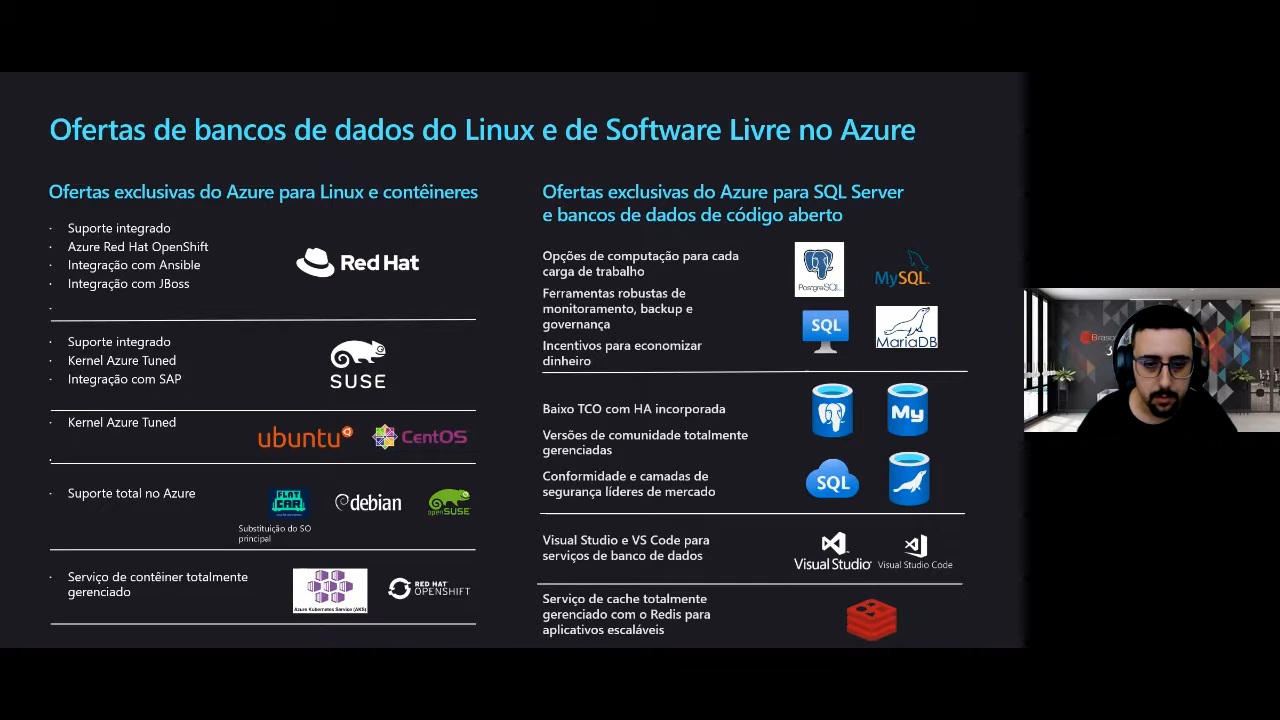 Ofertas de bancos de dados do Linux e de Software Livre no Azure
Ofertas exclusivas do Azure para Linux e contêineres
· Suporte integrado
· Azure Red Hat OpenShift
· Integração com Ansible
· Integração com JBoss
·
Red Hat
· Suporte integrado
· Kernel Azure Tuned
· Integração com SAP
SUSE
· Kernel Azure Tuned
·
ubuntu
CentOS
· Suporte total no Azure
FLAT
CAR
Substituição do SO
principal
debian
openSUSE
· Serviço de contêiner totalmente
gerenciado
Azure Kubernetes Service (AKS)
RED HAT
OPENSHIFT
Ofertas exclusivas do Azure para SQL Server
e bancos de dados de código aberto
Opções de computação para cada
carga de trabalho
Ferramentas robustas de
monitoramento, backup e
governança
Incentivos para economizar
dinheiro
PostgreSQL
MySQL
SQL
MariaDB
Baixo TCO com HA incorporada
Versões de comunidade totalmente
gerenciadas
Conformidade e camadas de
segurança líderes de mercado
My
SQL
Visual Studio e VS Code para
serviços de banco de dados
Visual Studio
Visual Studio Code
Serviço de cache totalmente
gerenciado com o Redis para
aplicativos escaláveis